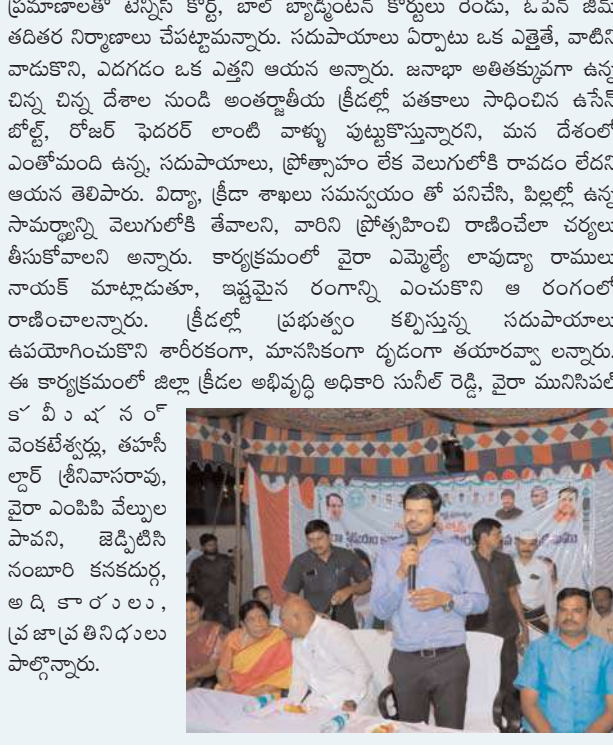 ప్రమాణాలతో టెన్నిస్ కోర్ట్, బాల్ బ్యాడ్మింటన్ కోర్టులు రెండు, ఓపెన్ జిమ్
తదితర నిర్మాణాలు చేపట్టామన్నారు. సదుపాయాలు ఏర్పాటు ఒక ఎత్తైతే, వాటిని
వాడుకొని, ఎదగడం ఒక ఎత్తని ఆయన అన్నారు. జనాభా అతితక్కువగా ఉన్న
చిన్న చిన్న దేశాల నుండి అంతర్జాతీయ క్రీడల్లో పతకాలు సాధించిన ఉసేన్
బోల్ట్, రోజర్ ఫెదరర్ లాంటి వాళ్ళు పుట్టుకొస్తున్నారని, మన దేశంలో
ఎంతోమంది ఉన్న, సదుపాయాలు, ప్రోత్సాహం లేక వెలుగులోకి రావడం లేదని
ఆయన తెలిపారు. విద్యా, క్రీడా శాఖలు సమన్వయం తో పనిచేసి, పిల్లల్లో ఉన్న
సామర్థ్యాన్ని వెలుగులోకి తేవాలని, వారిని ప్రోత్సహించి రాణించేలా చర్యలు
తీసుకోవాలని అన్నారు. కార్యక్రమంలో వైరా ఎమ్మెల్యే లావుడ్యా రాములు
నాయక్ మాట్లాడుతూ, ఇష్టమైన రంగాన్ని ఎంచుకొని ఆ రంగంలో
రాణించాలన్నారు. క్రీడల్లో ప్రభుత్వం కల్పిస్తున్న సదుపాయాలు
ఉపయోగించుకొని శారీరకంగా, మానసికంగా దృడంగా తయారవ్వా లన్నారు.
ఈ కార్యక్రమంలో జిల్లా క్రీడల అభివృద్ధి అధికారి సునీల్ రెడ్డి, వైరా మునిసిపల్
కమీషనర్
వెంకటేశ్వర్లు, తహసీ
ల్దార్ శ్రీనివాసరావు,
వైరా ఎంపిపి వేల్పుల
పావని, జెడ్పిటిసి
నంబూరి కనకదుర్గ,
అధికారులు,
ప్రజాప్రతినిధులు
పాల్గొన్నారు.